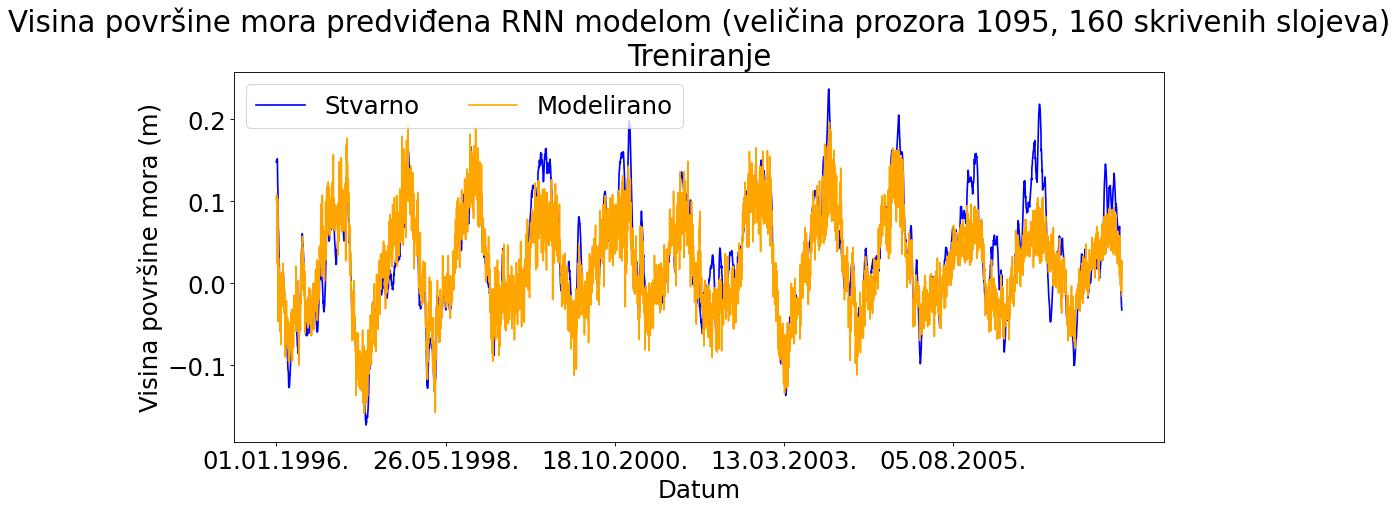 Visina površine mora predviđena RNN modelom (veličina prozora 1095, 160 skrivenih slojeva)
Treniranje
Stvarno Modelirano
Visina površine mora (m)
0.2
0.1
0.0
−0.1
01.01.1996. 26.05.1998. 18.10.2000. 13.03.2003. 05.08.2005.
Datum